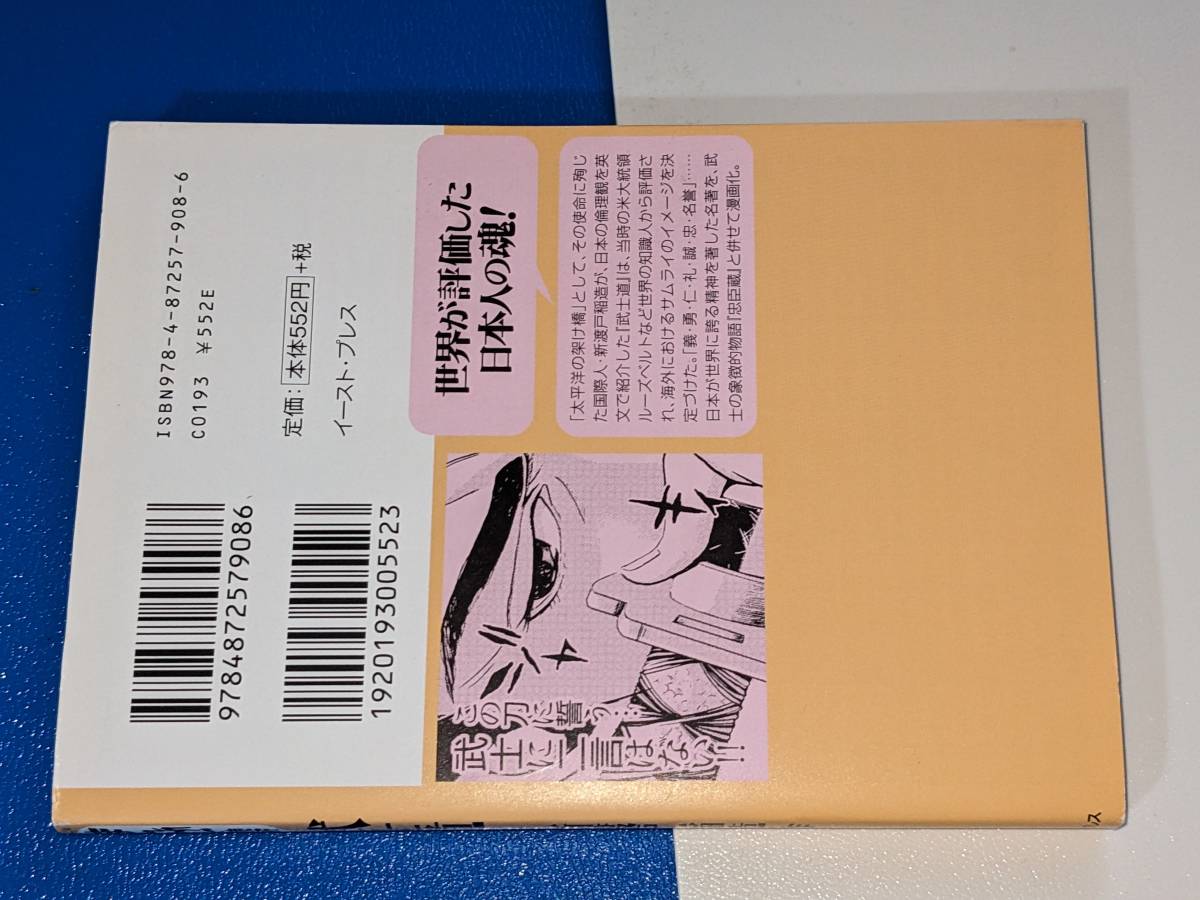 ISBN978-4-87257-908-6
C0193 ¥552E
定価：本体552円+税
イースト・プレス
9784872579086
1920193005523
世界が評価した
日本人の魂!
「太平洋の架け橋」として、その使命に殉じ
た国際人・新渡戸稲造が、日本の倫理観を英
文で紹介した『武士道』は、当時の米大統領
ルーズベルトなど世界の知識人から評価さ
れ、海外におけるサムライのイメージを決
定づけた。「義・勇・仁・礼・誠・忠・名誉」……
日本が世界に誇る精神を著した名著を、武
士の象徴的物語『忠臣蔵』と併せて漫画化。
この刀に誓う…
武士に二言はない!!
キャ